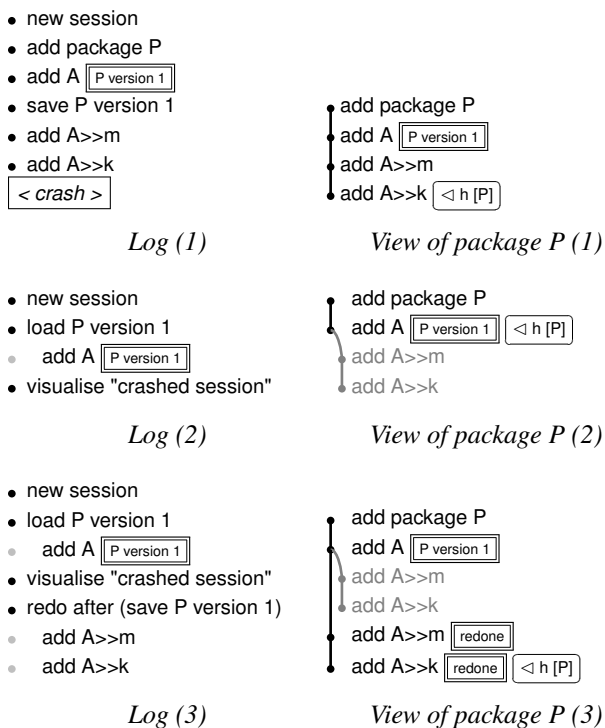 new session
add package P
add A P version 1
save P version 1
add A>>m
add A>>k
< crash >
Log (1)
add package P
add A P version 1
add A>>m
add A>>k ◁ h [P]
View of package P (1)
new session
load P version 1
add A P version 1
visualise "crashed session"
Log (2)
add package P
add A P version 1 ◁ h [P]
add A>>m
add A>>k
View of package P (2)
new session
load P version 1
add A P version 1
visualise "crashed session"
redo after (save P version 1)
add A>>m
add A>>k
Log (3)
add package P
add A P version 1
add A>>m
add A>>k
add A>>m redone
add A>>k redone ◁ h [P]
View of package P (3)